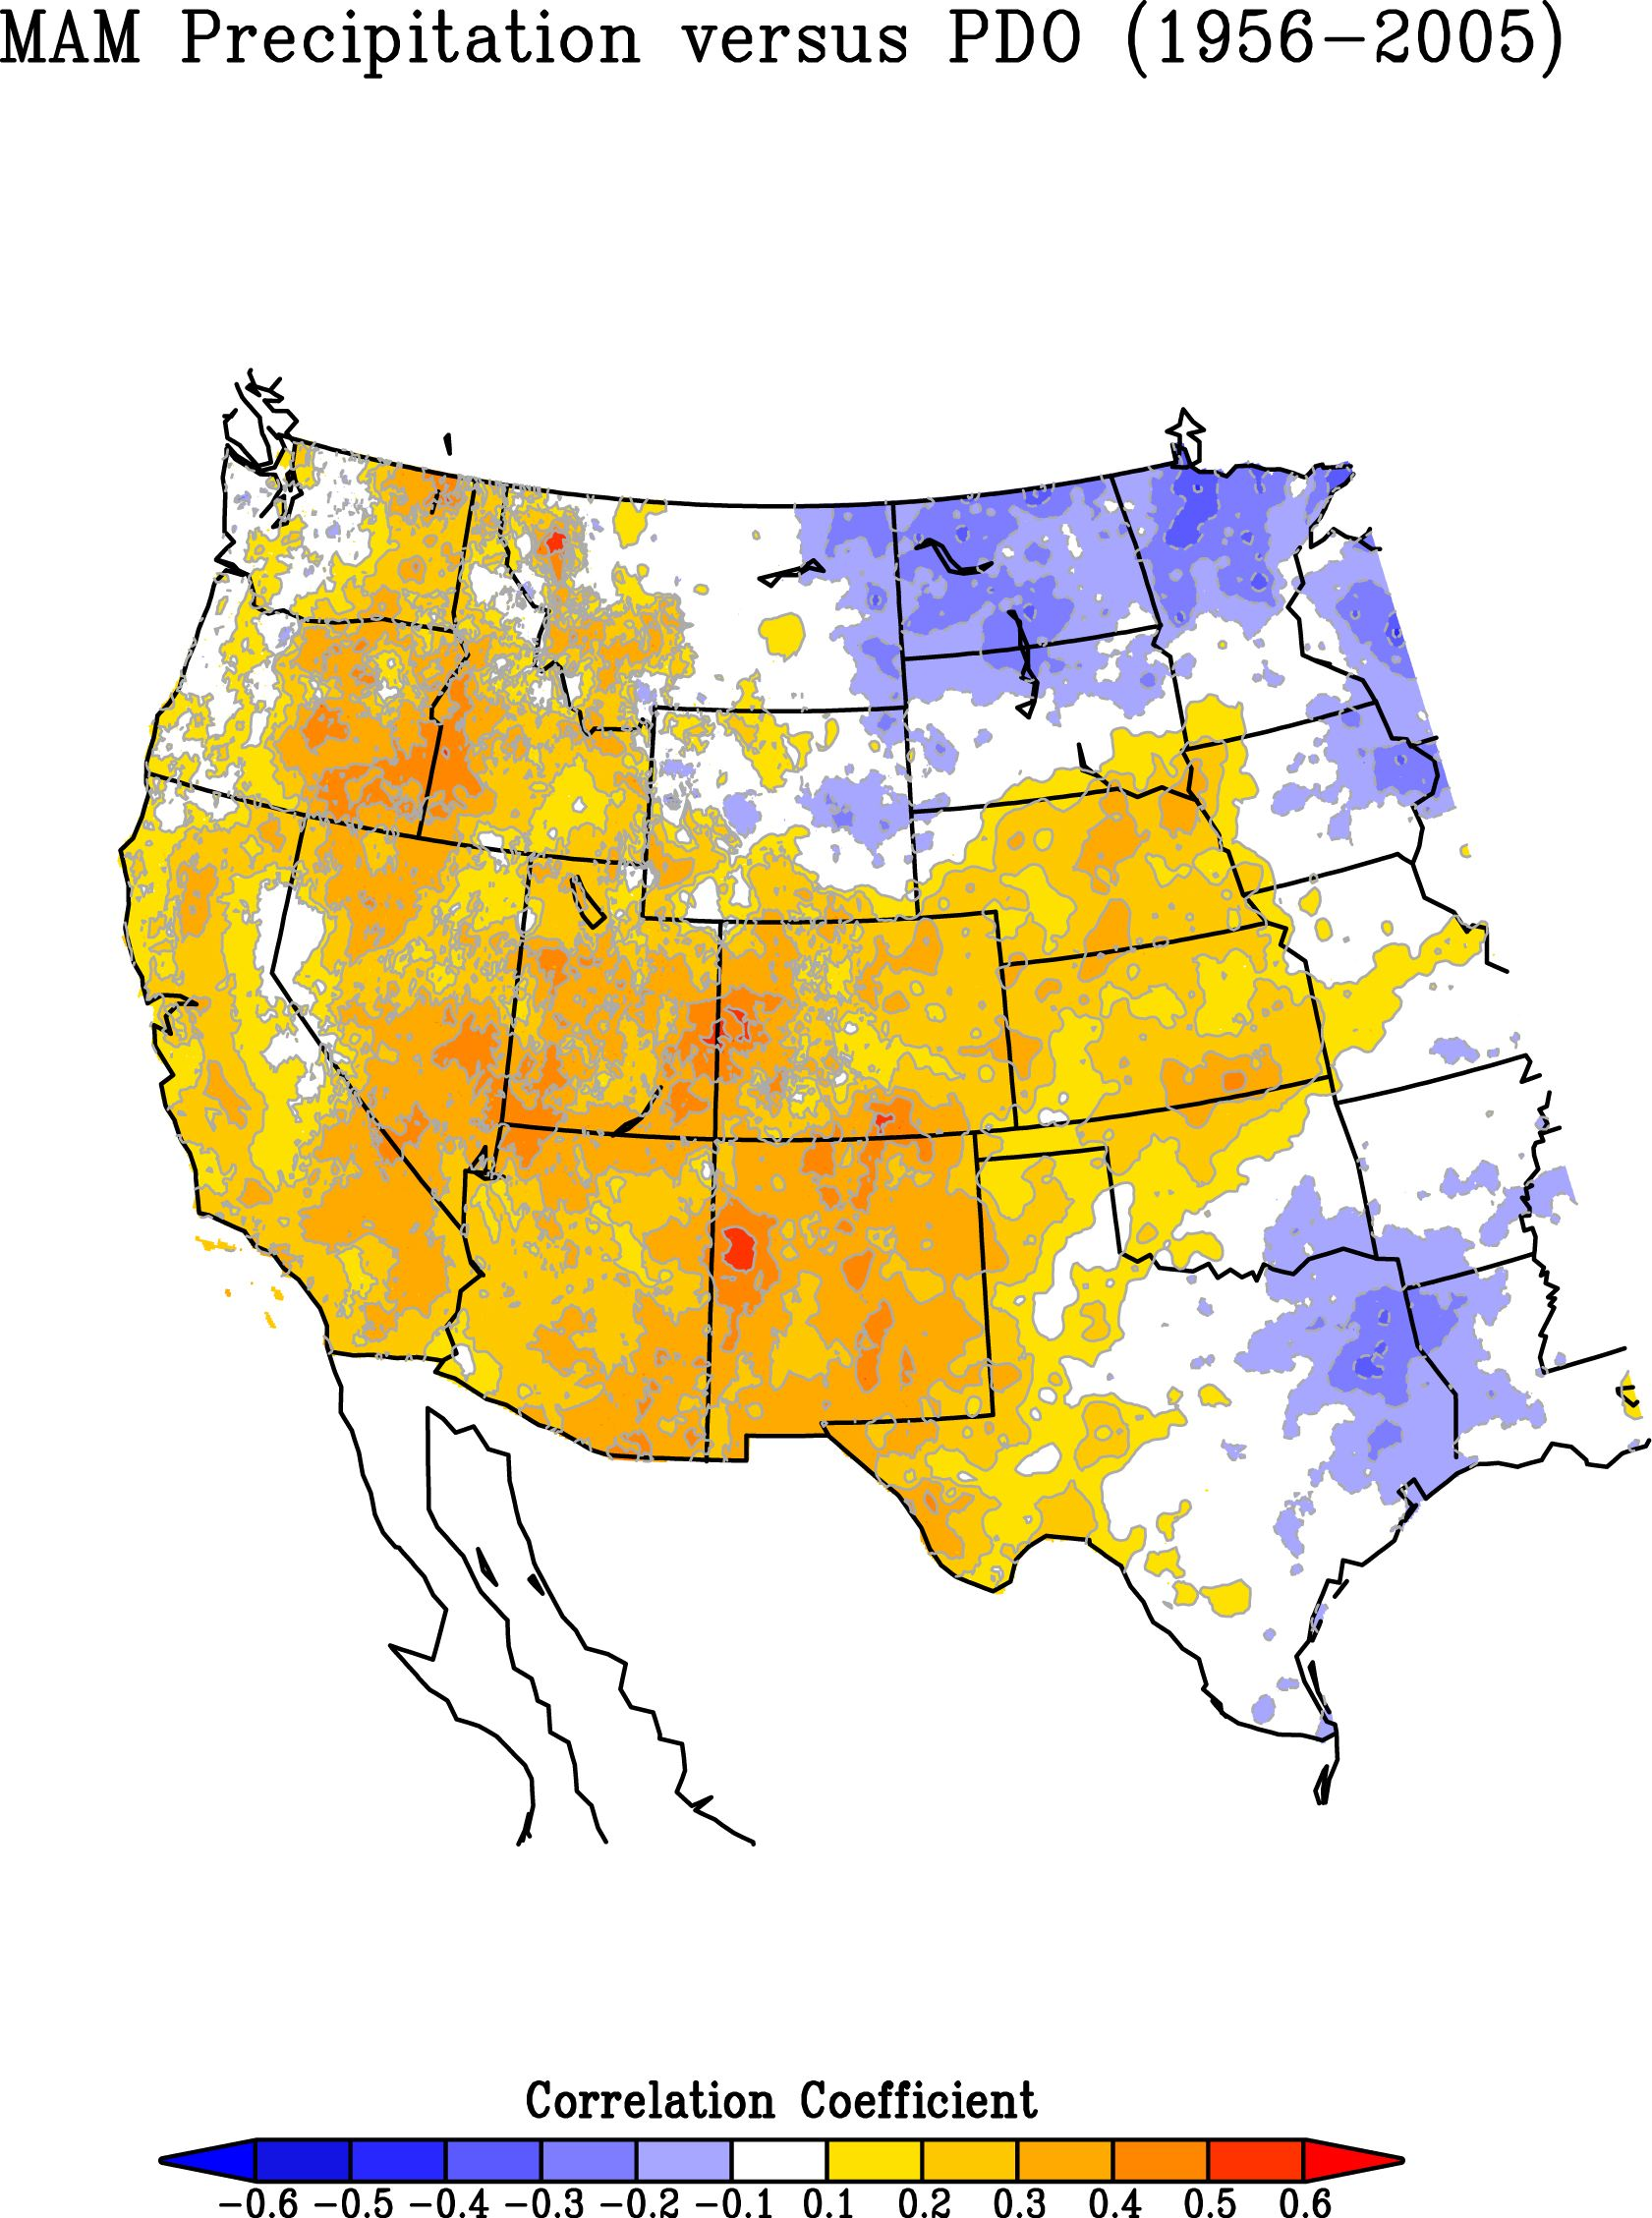 MAM Precipitation versus PDO (1956−2005)
Correlation Coefficient
−0.6 −0.5 −0.4 −0.3 −0.2 −0.1 0.1 0.2 0.3 0.4 0.5 0.6